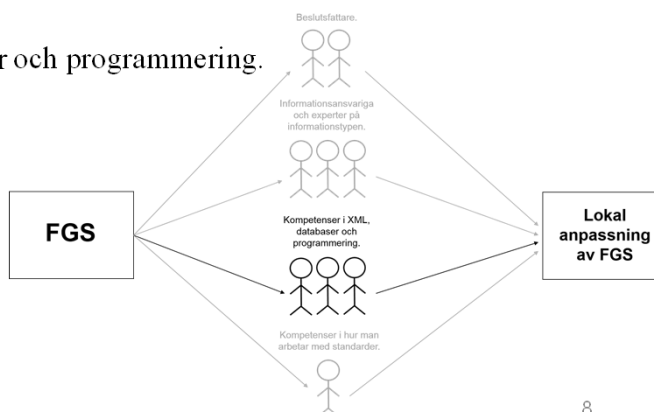 Beslutsfattare.
r och programmering.
Informationsansvariga
och experter på
informationstypen.
FGS
Kompetenser i XML,
databaser och
programmering.
Lokal
anpassning
av FGS
Kompetenser i hur man
arbetar med standarder.
8